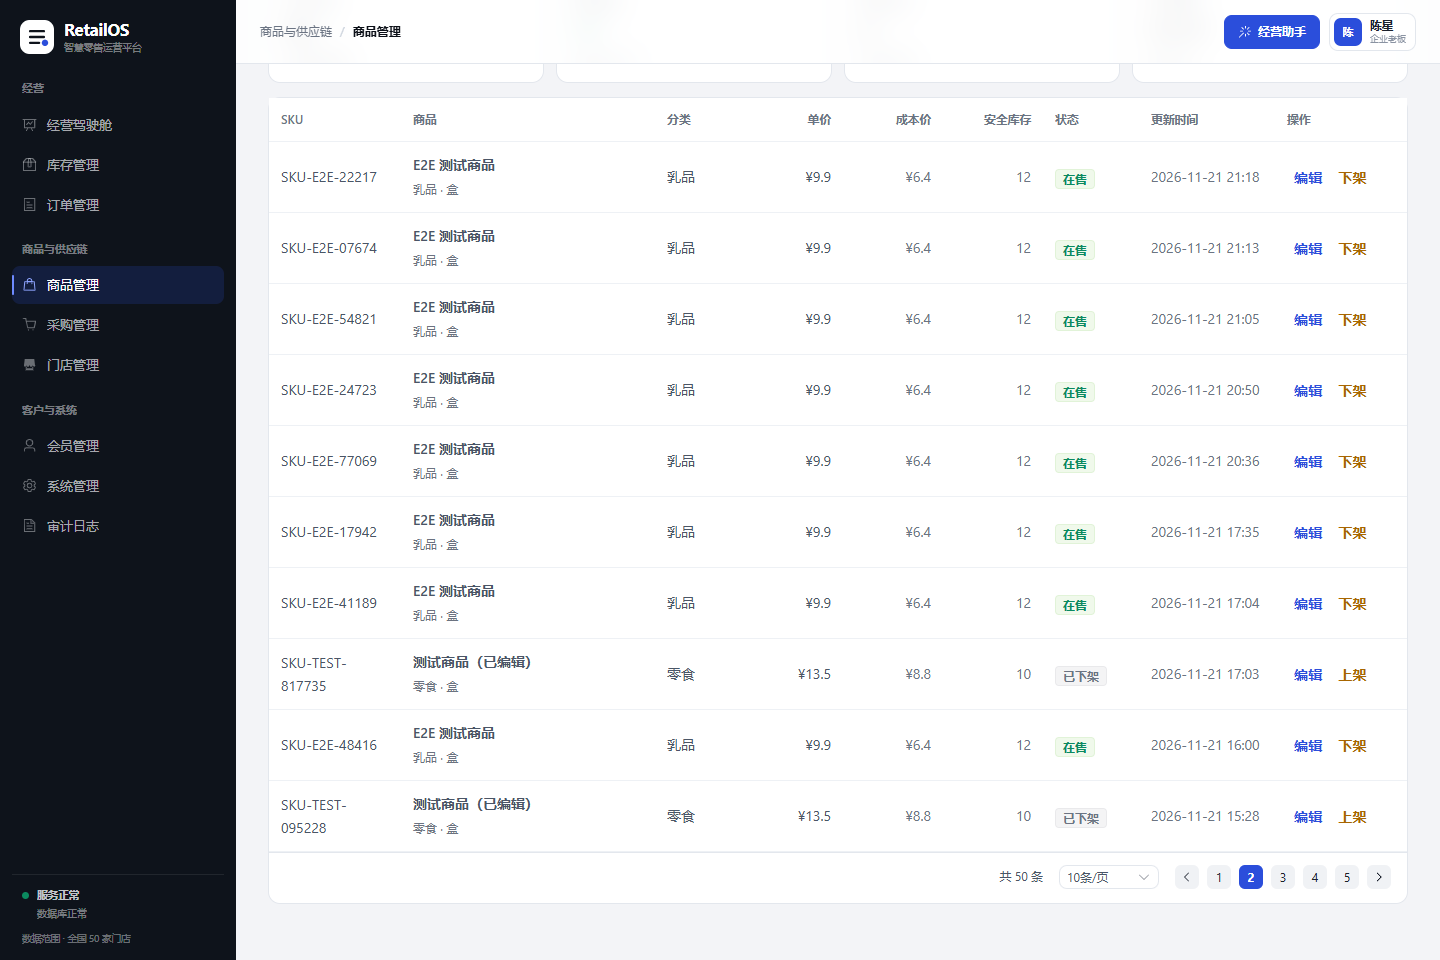 RetailOS
智慧零售运营平台
经营
经营驾驶舱
库存管理
订单管理
商品与供应链
商品管理
采购管理
门店管理
客户与系统
会员管理
系统管理
审计日志
服务正常
数据库正常
数据范围 · 全国 50 家门店
商品与供应链 / 商品管理
经营助手
陈
陈星
企业老板
SKU 商品 分类 单价 成本价 安全库存 状态 更新时间 操作
SKU-E2E-22217 E2E 测试商品 乳品 ¥9.9 ¥6.4 12 在售 2026-11-21 21:18 编辑 下架
乳品 · 盒
SKU-E2E-07674 E2E 测试商品 乳品 ¥9.9 ¥6.4 12 在售 2026-11-21 21:13 编辑 下架
乳品 · 盒
SKU-E2E-54821 E2E 测试商品 乳品 ¥9.9 ¥6.4 12 在售 2026-11-21 21:05 编辑 下架
乳品 · 盒
SKU-E2E-24723 E2E 测试商品 乳品 ¥9.9 ¥6.4 12 在售 2026-11-21 20:50 编辑 下架
乳品 · 盒
SKU-E2E-77069 E2E 测试商品 乳品 ¥9.9 ¥6.4 12 在售 2026-11-21 20:36 编辑 下架
乳品 · 盒
SKU-E2E-17942 E2E 测试商品 乳品 ¥9.9 ¥6.4 12 在售 2026-11-21 17:35 编辑 下架
乳品 · 盒
SKU-E2E-41189 E2E 测试商品 乳品 ¥9.9 ¥6.4 12 在售 2026-11-21 17:04 编辑 下架
乳品 · 盒
SKU-TEST-817735 测试商品（已编辑） 零食 ¥13.5 ¥8.8 10 已下架 2026-11-21 17:03 编辑 上架
零食 · 盒
SKU-E2E-48416 E2E 测试商品 乳品 ¥9.9 ¥6.4 12 在售 2026-11-21 16:00 编辑 下架
乳品 · 盒
SKU-TEST-095228 测试商品（已编辑） 零食 ¥13.5 ¥8.8 10 已下架 2026-11-21 15:28 编辑 上架
零食 · 盒
共 50 条 10条/页 1 2 3 4 5